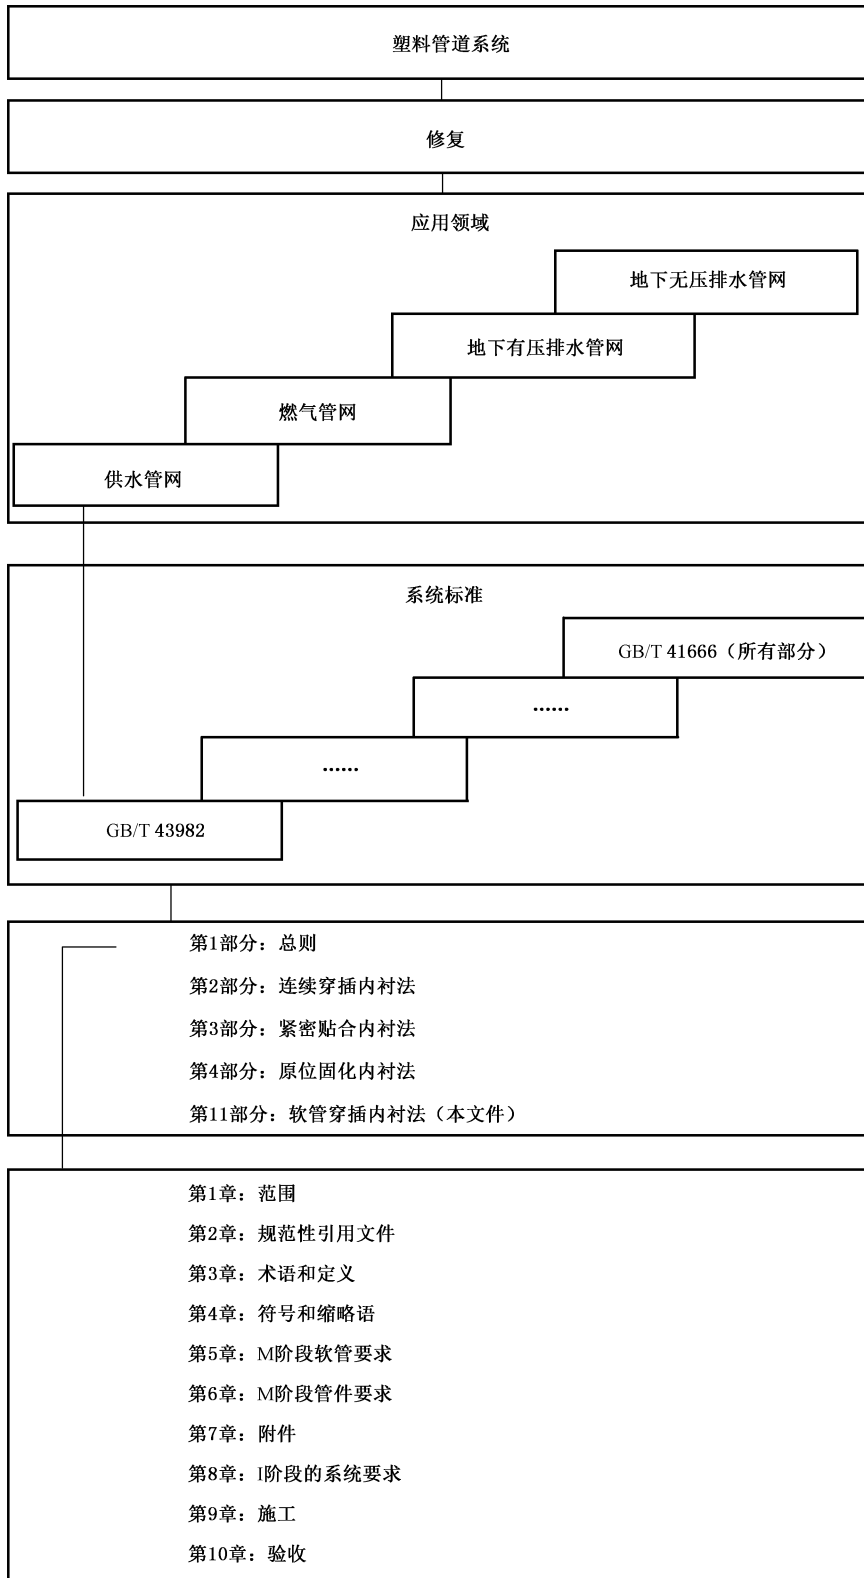 塑料管道系统
修复
应用领域
地下无压排水管网
地下有压排水管网
燃气管网
供水管网
系统标准
GB/T 41666（所有部分）
......
......
GB/T 43982
第1部分：总则
第2部分：连续穿插内衬法
第3部分：紧密贴合内衬法
第4部分：原位固化内衬法
第11部分：软管穿插内衬法（本文件）
第1章：范围
第2章：规范性引用文件
第3章：术语和定义
第4章：符号和缩略语
第5章：M阶段软管要求
第6章：M阶段管件要求
第7章：附件
第8章：I阶段的系统要求
第9章：施工
第10章：验收